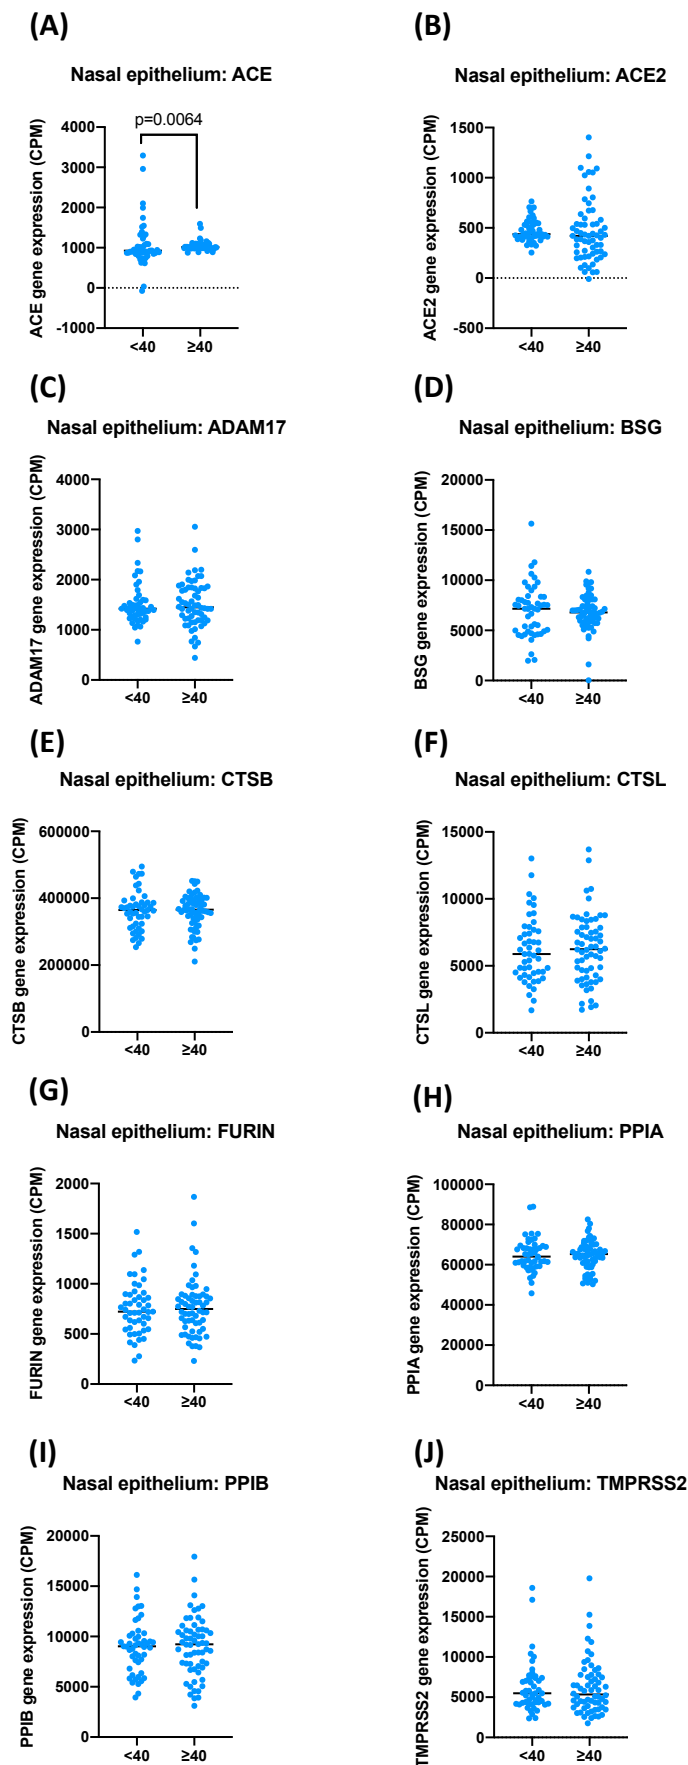 (A)
(B)
Nasal epithelium: ACE
Nasal epithelium: ACE2
ACE gene expression (CPM)
4000
3000
2000
1000
0
-1000
p=0.0064
<40
≥40
ACE2 gene expression (CPM)
1500
1000
500
0
-500
<40
≥40
(C)
(D)
Nasal epithelium: ADAM17
Nasal epithelium: BSG
ADAM17 gene expression (CPM)
4000
3000
2000
1000
0
<40
≥40
BSG gene expression (CPM)
20000
15000
10000
5000
0
<40
≥40
(E)
(F)
Nasal epithelium: CTSB
Nasal epithelium: CTSL
CTSB gene expression (CPM)
600000
400000
200000
0
<40
≥40
CTSL gene expression (CPM)
15000
10000
5000
0
<40
≥40
(G)
(H)
Nasal epithelium: FURIN
Nasal epithelium: PPIA
FURIN gene expression (CPM)
2000
1500
1000
500
0
<40
≥40
PPIA gene expression (CPM)
100000
80000
60000
40000
20000
0
<40
≥40
(I)
(J)
Nasal epithelium: PPIB
Nasal epithelium: TMPRSS2
PPIB gene expression (CPM)
20000
15000
10000
5000
0
<40
≥40
TMPRSS2 gene expression (CPM)
25000
20000
15000
10000
5000
0
<40
≥40